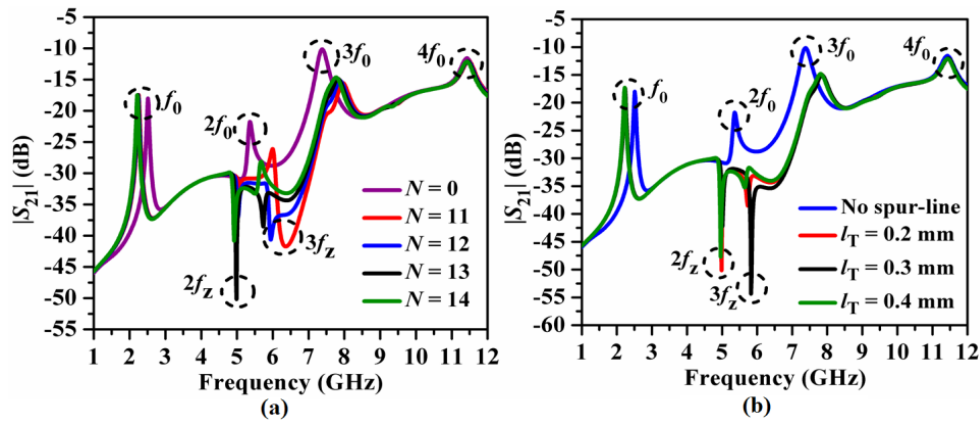 -5
-10
-15
-20
-25
-30
-35
-40
-45
-50
-55
|S21| (dB)
f0
2f0
3f0
4f0
2fz
3fz
N = 0
N = 11
N = 12
N = 13
N = 14
1 2 3 4 5 6 7 8 9 10 11 12
Frequency (GHz)
(a)
-5
-10
-15
-20
-25
-30
-35
-40
-45
-50
-55
-60
|S21| (dB)
f0
2f0
3f0
4f0
2fz
3fz
No spur-line
lT = 0.2 mm
lT = 0.3 mm
lT = 0.4 mm
1 2 3 4 5 6 7 8 9 10 11 12
Frequency (GHz)
(b)